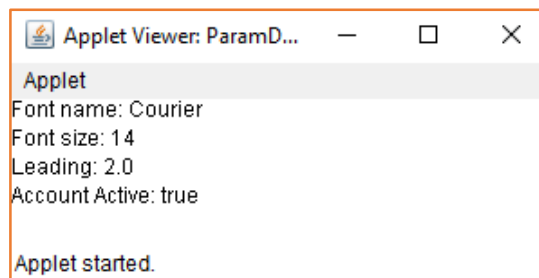 Applet Viewer: ParamD...
Applet
Font name: Courier
Font size: 14
Leading: 2.0
Account Active: true
Applet started.